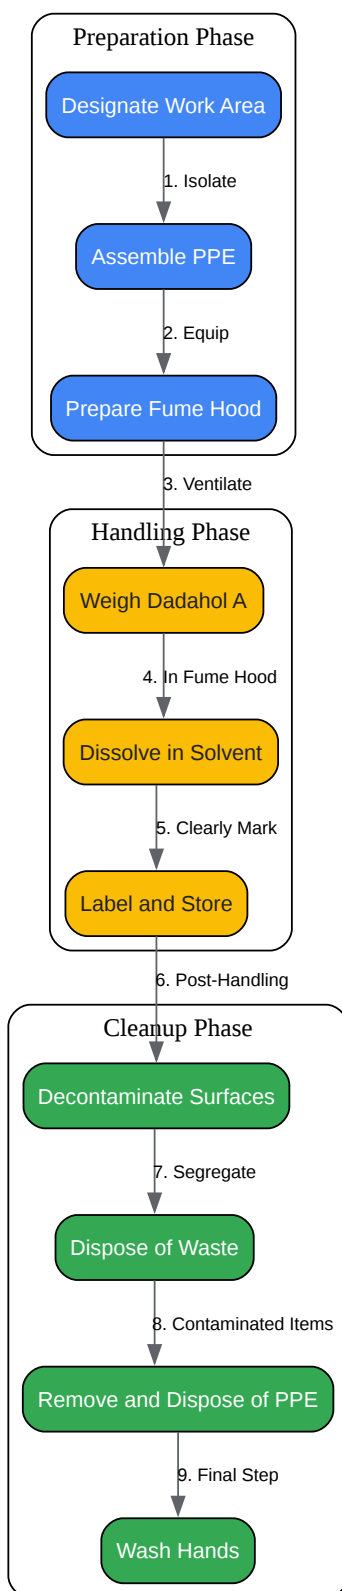 Preparation Phase
Designate Work Area
1. Isolate
Assemble PPE
2. Equip
Prepare Fume Hood
3. Ventilate
Handling Phase
Weigh Dadahol A
4. In Fume Hood
Dissolve in Solvent
5. Clearly Mark
Label and Store
6. Post-Handling
Cleanup Phase
Decontaminate Surfaces
7. Segregate
Dispose of Waste
8. Contaminated Items
Remove and Dispose of PPE
9. Final Step
Wash Hands